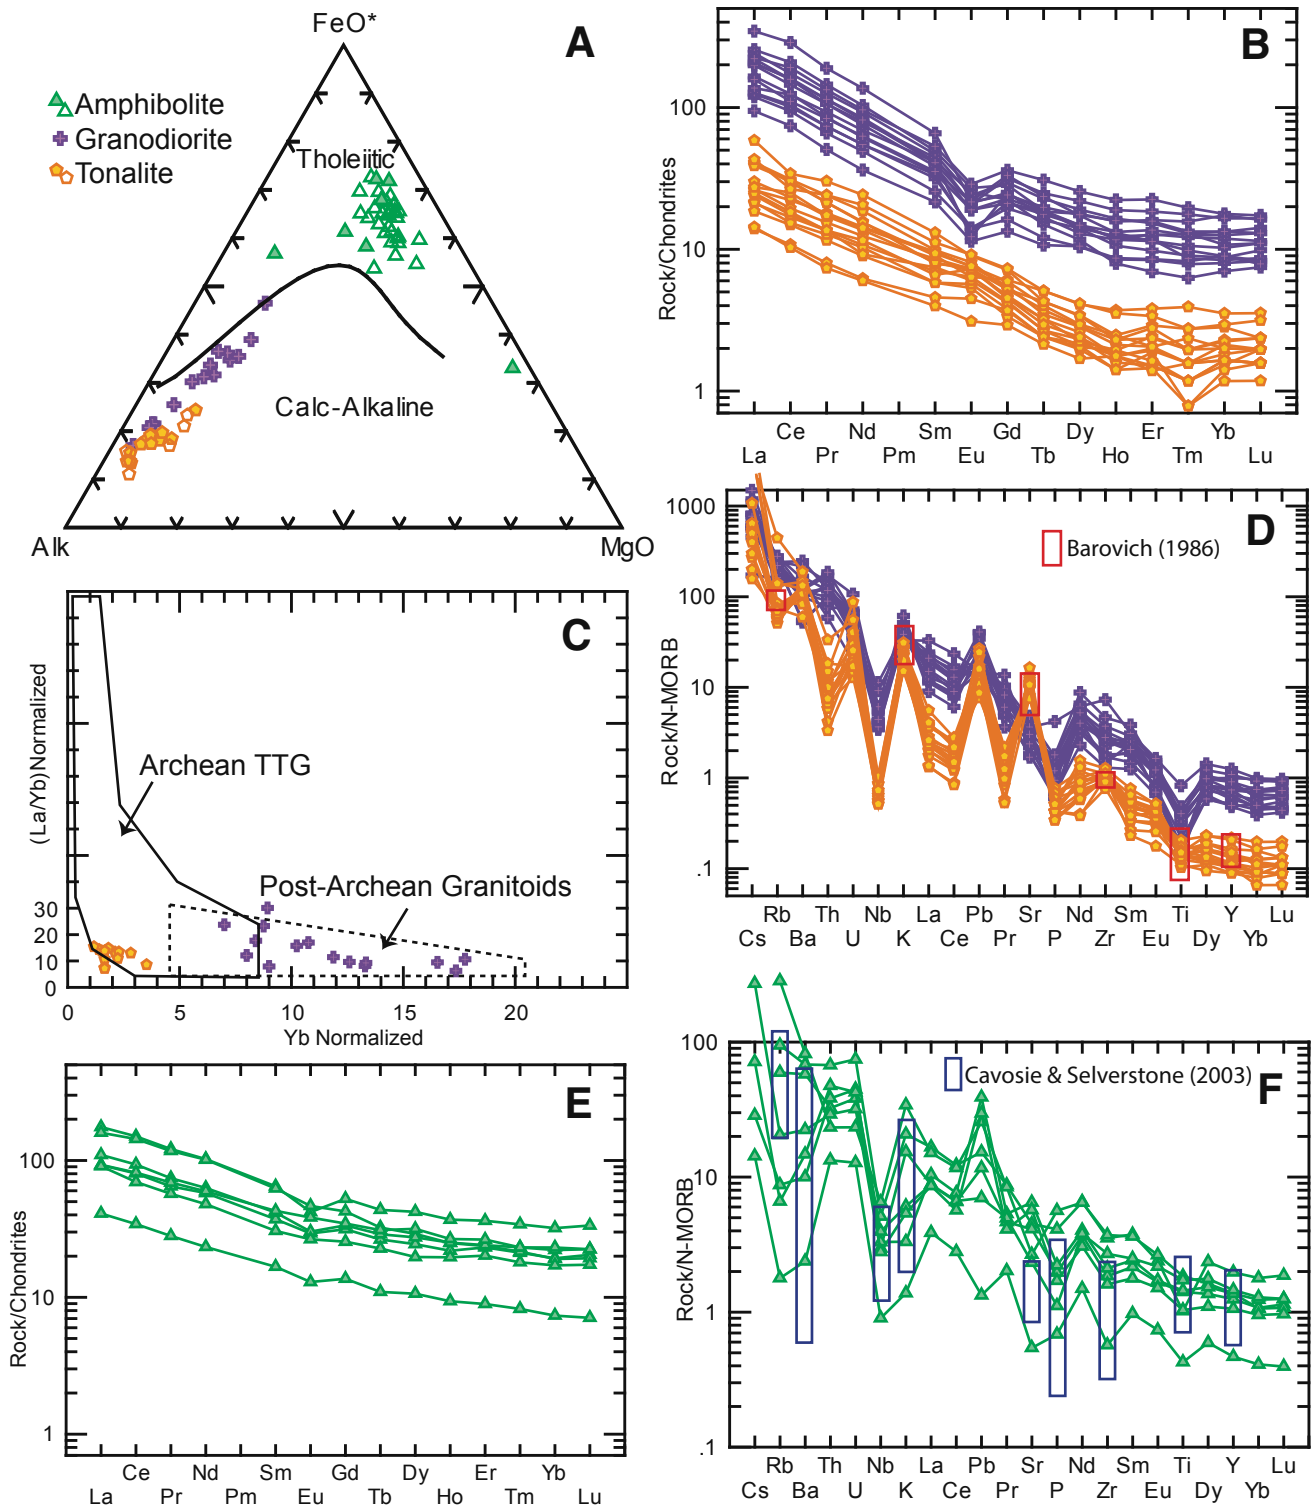 FeO*
A
Amphibolite
Granodiorite
Tonalite
Tholeiitic
Calc-Alkaline
Alk
MgO
B
Rock/Chondrites
100
10
1
Ce Nd Sm Gd Dy Er Yb
La Pr Pm Eu Tb Ho Tm Lu
C
(La/Yb)Normalized
Archean TTG
Post-Archean Granitoids
30
20
10
0
0 5 10 15 20
Yb Normalized
D
Barovich (1986)
Rock/N-MORB
1000
100
10
1
.1
Rb Th Nb La Pb Sr Nd Sm Ti Y Lu
Cs Ba U K Ce Pr P Zr Eu Dy Yb
E
Rock/Chondrites
100
10
1
Ce Nd Sm Gd Dy Er Yb
La Pr Pm Eu Tb Ho Tm Lu
F
Cavosie & Selverstone (2003)
Rock/N-MORB
100
10
1
.1
Rb Th Nb La Pb Sr Nd Sm Ti Y Lu
Cs Ba U K Ce Pr P Zr Eu Dy Yb